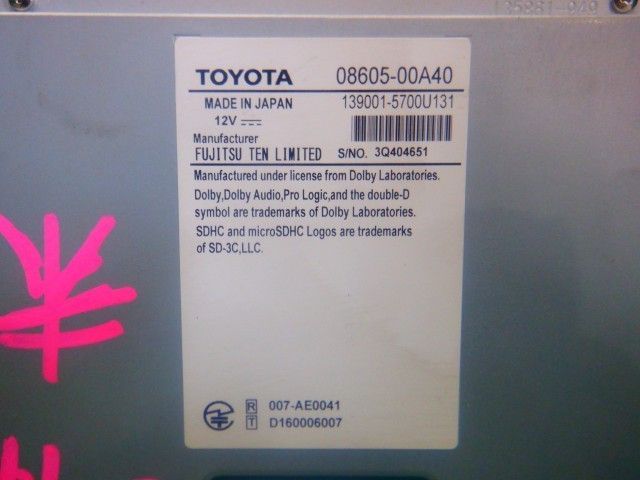 135981-949
TOYOTA 08605-00A40
MADE IN JAPAN 139001-5700U131
12V
Manufacturer
FUJITSU TEN LIMITED S/NO. 3Q404651
Manufactured under license from Dolby Laboratories.
Dolby,Dolby Audio,Pro Logic,and the double-D
symbol are trademarks of Dolby Laboratories.
SDHC and microSDHC Logos are trademarks
of SD-3C,LLC.
R 007-AE0041
T D160006007